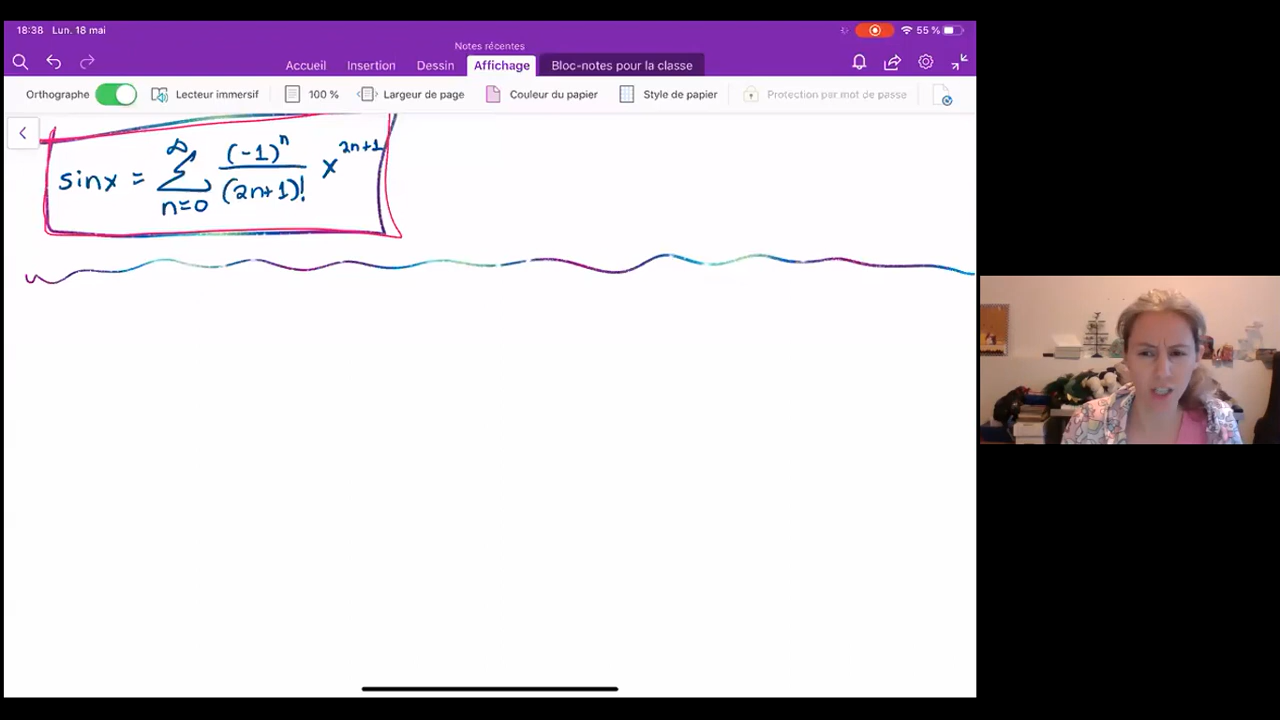 18:38 Lun. 18 mai
55 %
Notes récentes
Accueil Insertion Dessin Affichage Bloc-notes pour la classe
Orthographe Lecteur immersif 100 % Largeur de page Couleur du papier Style de papier Protection par mot de passe
sinx = ∞ Σ n=0 (-1)^n / (2n+1)! x^2n+1